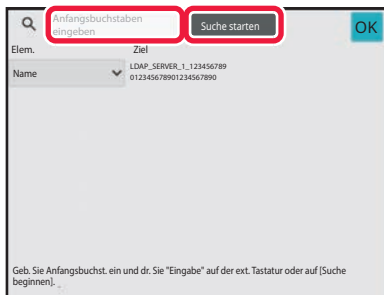 Anfangsbuchstaben
eingeben
Suche starten
OK
Elem.
Ziel
Name
LDAP_SERVER_1_123456789
012345678901234567890
Geb. Sie Anfangsbuchst. ein und dr. Sie "Eingabe" auf der ext. Tastatur oder auf [Suche
beginnen].